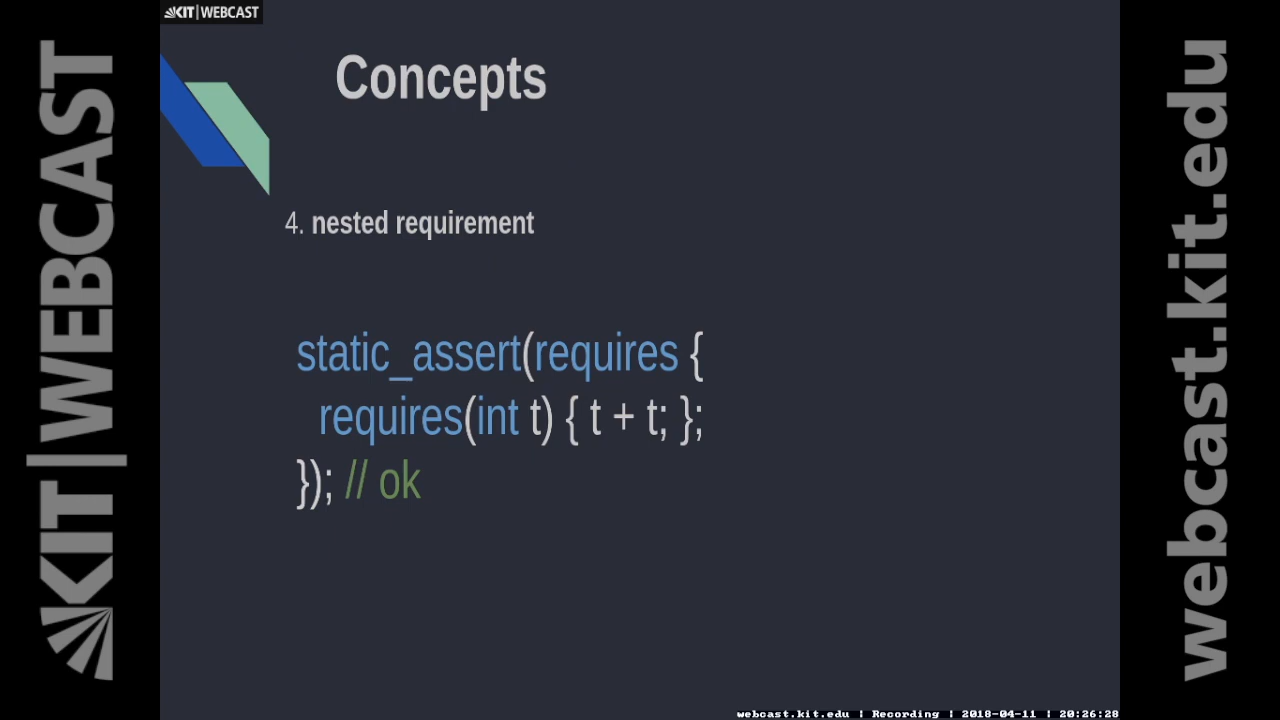 KIT|WEBCAST
Concepts
4. nested requirement
static_assert(requires {
requires(int t) { t + t; };
}); // ok
KIT|WEBCAST
webcast.kit.edu
webcast.kit.edu | Recording | 2018-04-11 | 20:26:28